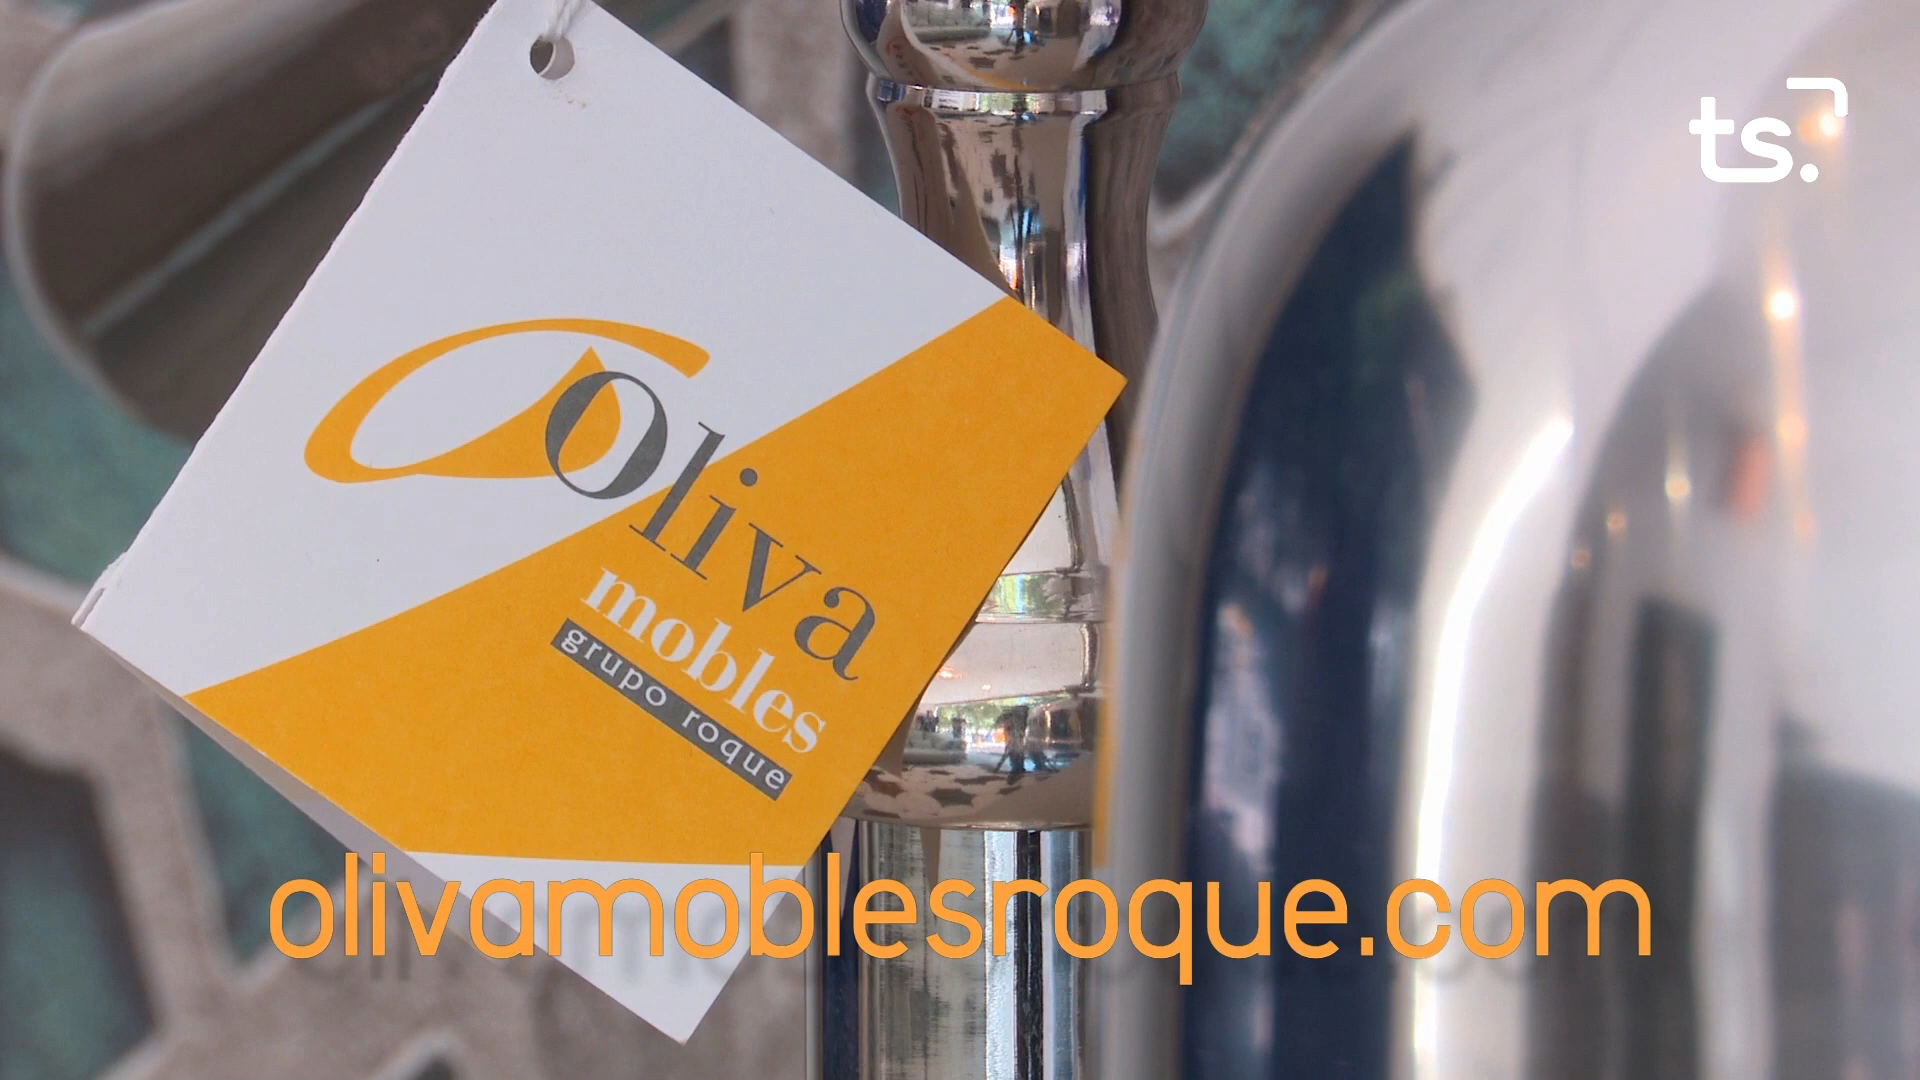 ts.
Oliva
mobles
grupo roque
olivamoblesroque.com